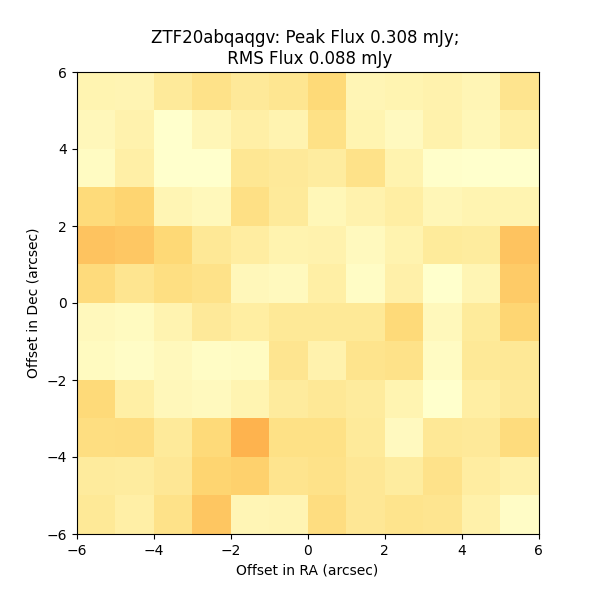 ZTF20abqaqgv: Peak Flux 0.308 mJy;
RMS Flux 0.088 mJy
6
4
2
0
−2
−4
−6
Offset in Dec (arcsec)
−6 −4 −2 0 2 4 6
Offset in RA (arcsec)